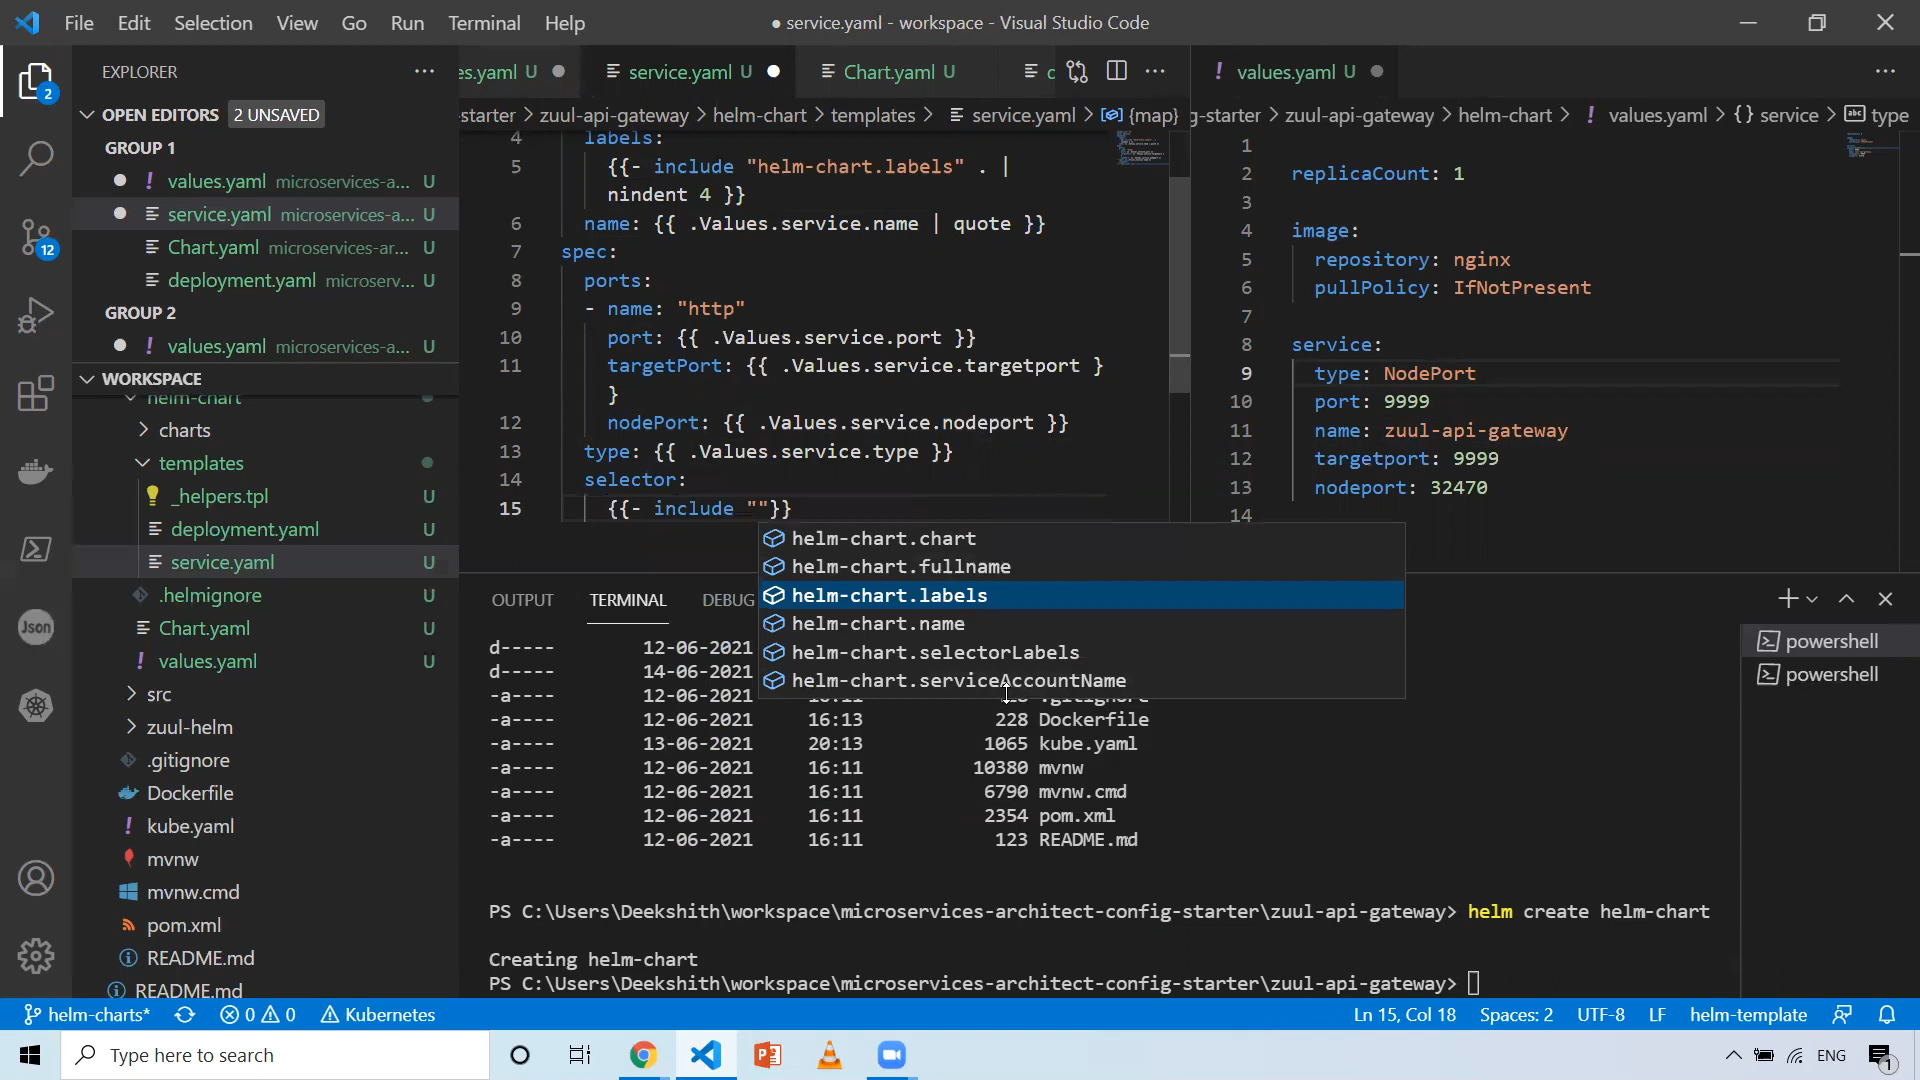 File Edit Selection View Go Run Terminal Help
● service.yaml - workspace - Visual Studio Code
EXPLORER
OPEN EDITORS 2 UNSAVED
GROUP 1
values.yaml microservices-a... U
service.yaml microservices-a... U
Chart.yaml microservices-ar... U
deployment.yaml microserv... U
GROUP 2
values.yaml microservices-a... U
WORKSPACE
helm-chart
charts
templates
_helpers.tpl U
deployment.yaml U
service.yaml U
.helmignore U
Chart.yaml U
values.yaml U
src
zuul-helm
.gitignore
Dockerfile
kube.yaml
mvnw
mvnw.cmd
pom.xml
README.md
README.md
2
12
Json
es.yaml U service.yaml U Chart.yaml U c
-starter > zuul-api-gateway > helm-chart > templates > service.yaml > {map}
4 labels:
5 {{- include "helm-chart.labels" . |
nindent 4 }}
6 name: {{ .Values.service.name | quote }}
7 spec:
8 ports:
9 - name: "http"
10 port: {{ .Values.service.port }}
11 targetPort: {{ .Values.service.targetport }
}
12 nodePort: {{ .Values.service.nodeport }}
13 type: {{ .Values.service.type }}
14 selector:
15 {{- include ""}}
helm-chart.chart
helm-chart.fullname
helm-chart.labels
helm-chart.name
helm-chart.selectorLabels
helm-chart.serviceAccountName
! values.yaml U
g-starter > zuul-api-gateway > helm-chart > ! values.yaml > {} service > abc type
1
2 replicaCount: 1
3
4 image:
5 repository: nginx
6 pullPolicy: IfNotPresent
7
8 service:
9 type: NodePort
10 port: 9999
11 name: zuul-api-gateway
12 targetport: 9999
13 nodeport: 32470
14
OUTPUT TERMINAL DEBUG
powershell
powershell
d----- 12-06-2021
d----- 14-06-2021
-a---- 12-06-2021 .gitignore
-a---- 12-06-2021 16:13 228 Dockerfile
-a---- 13-06-2021 20:13 1065 kube.yaml
-a---- 12-06-2021 16:11 10380 mvnw
-a---- 12-06-2021 16:11 6790 mvnw.cmd
-a---- 12-06-2021 16:11 2354 pom.xml
-a---- 12-06-2021 16:11 123 README.md
PS C:\Users\Deekshith\workspace\microservices-architect-config-starter\zuul-api-gateway> helm create helm-chart
Creating helm-chart
PS C:\Users\Deekshith\workspace\microservices-architect-config-starter\zuul-api-gateway>
helm-charts* 0 0 Kubernetes Ln 15, Col 18 Spaces: 2 UTF-8 LF helm-template
Type here to search
ENG
1